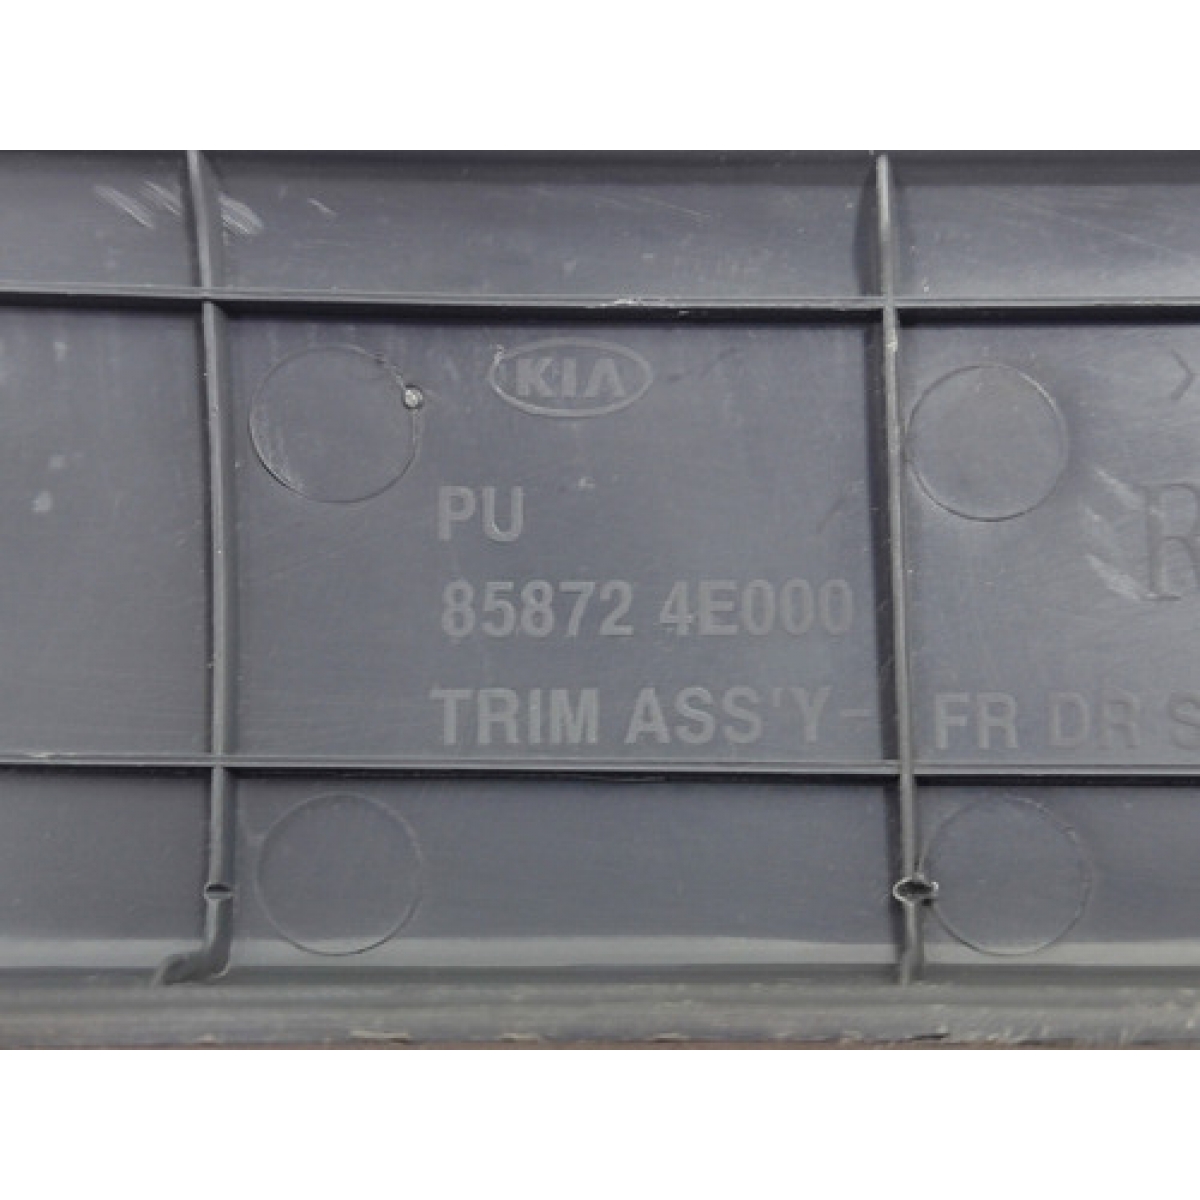 KIA
PU
85872 4E000
TRIM ASS'Y- FR DR S
R